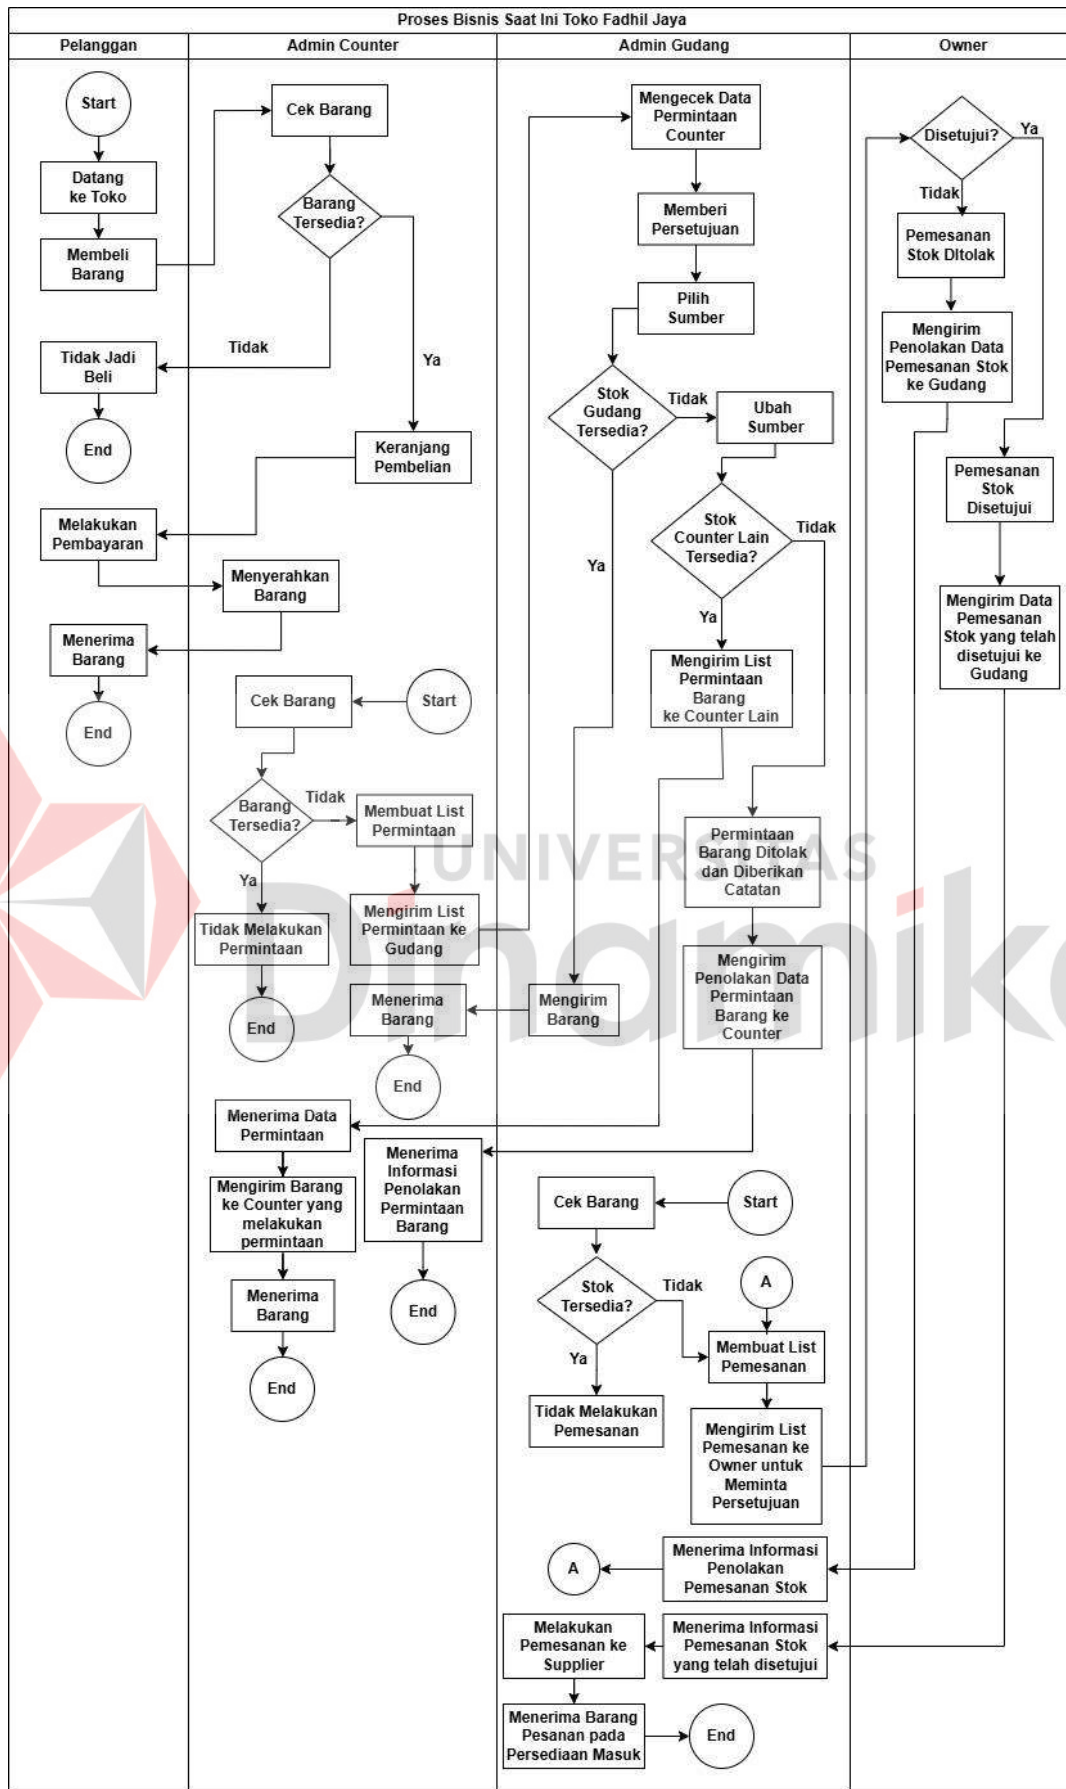 Proses Bisnis Saat Ini Toko Fadhil Jaya
Pelanggan
Admin Counter
Admin Gudang
Owner
Start
Datang
ke Toko
Membeli
Barang
Tidak Jadi
Beli
End
Melakukan
Pembayaran
Menerima
Barang
End
Cek Barang
Barang
Tersedia?
Tidak
Ya
Keranjang
Pembelian
Menyerahkan
Barang
Start
Cek Barang
Barang
Tersedia?
Tidak
Membuat List
Permintaan
Ya
Tidak Melakukan
Permintaan
Mengirim List
Permintaan ke
Gudang
End
Menerima
Barang
End
Menerima Data
Permintaan
Mengirim Barang
ke Counter yang
melakukan
permintaan
Menerima
Barang
End
Menerima
Informasi
Penolakan
Permintaan
Barang
End
Mengecek Data
Permintaan
Counter
Memberi
Persetujuan
Pilih
Sumber
Stok
Gudang
Tersedia?
Tidak
Ubah
Sumber
Ya
Stok
Counter Lain
Tersedia?
Tidak
Ya
Mengirim List
Permintaan
Barang
ke Counter Lain
Permintaan
Barang Ditolak
dan Diberikan
Catatan
Mengirim
Penolakan Data
Permintaan
Barang ke
Counter
Mengirim
Barang
Start
Cek Barang
Stok
Tersedia?
Tidak
Ya
A
Membuat List
Pemesanan
Tidak Melakukan
Pemesanan
Mengirim List
Pemesanan ke
Owner untuk
Meminta
Persetujuan
Menerima Informasi
Penolakan
Pemesanan Stok
A
Menerima Informasi
Pemesanan Stok
yang telah disetujui
Melakukan
Pemesanan ke
Supplier
Menerima Barang
Pesanan pada
Persediaan Masuk
End
Disetujui?
Ya
Tidak
Pemesanan
Stok DItolak
Mengirim
Penolakan Data
Pemesanan Stok
ke Gudang
Pemesanan
Stok
Disetujui
Mengirim Data
Pemesanan
Stok yang telah
disetujui ke
Gudang
UNIVERSITAS
Dinamika